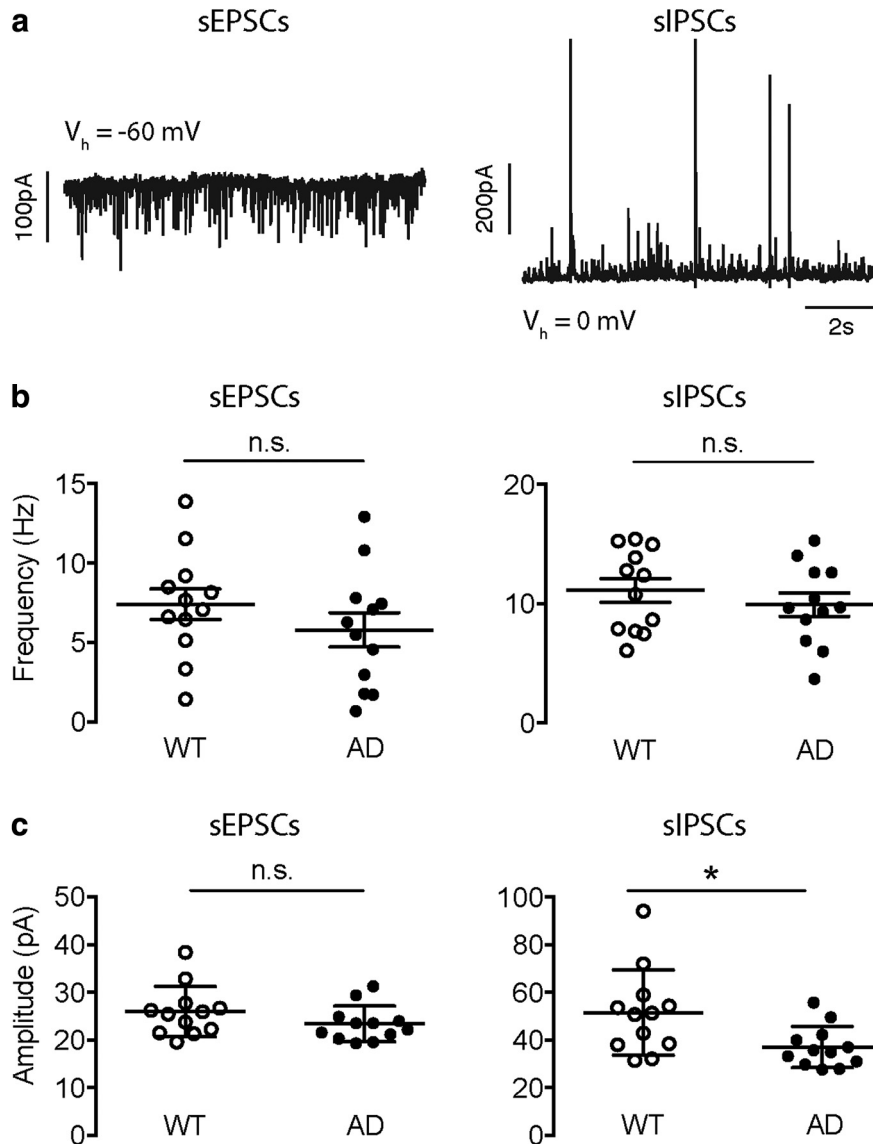 a
sEPSCs
sIPSCs
Vh = -60 mV
100pA
200pA
Vh = 0 mV
2s
b
sEPSCs
sIPSCs
n.s.
n.s.
Frequency (Hz)
15
10
5
0
20
10
0
WT
AD
WT
AD
c
sEPSCs
sIPSCs
n.s.
*
Amplitude (pA)
50
40
30
20
10
0
100
80
60
40
20
0
WT
AD
WT
AD